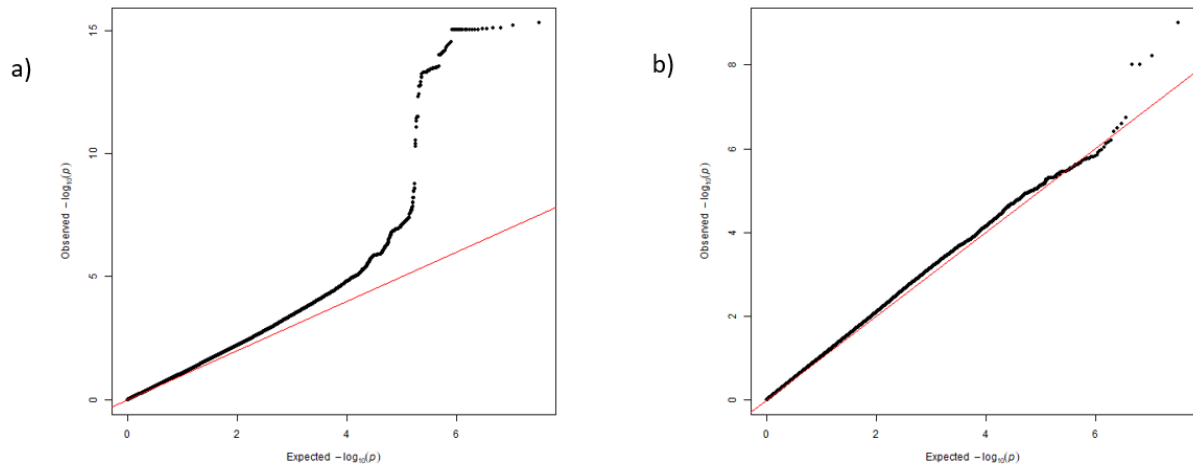 a)
15
10
5
0
Observed −log10(p)
0 2 4 6
Expected −log10(p)
b)
8
6
4
2
0
Observed −log10(p)
0 2 4 6
Expected −log10(p)